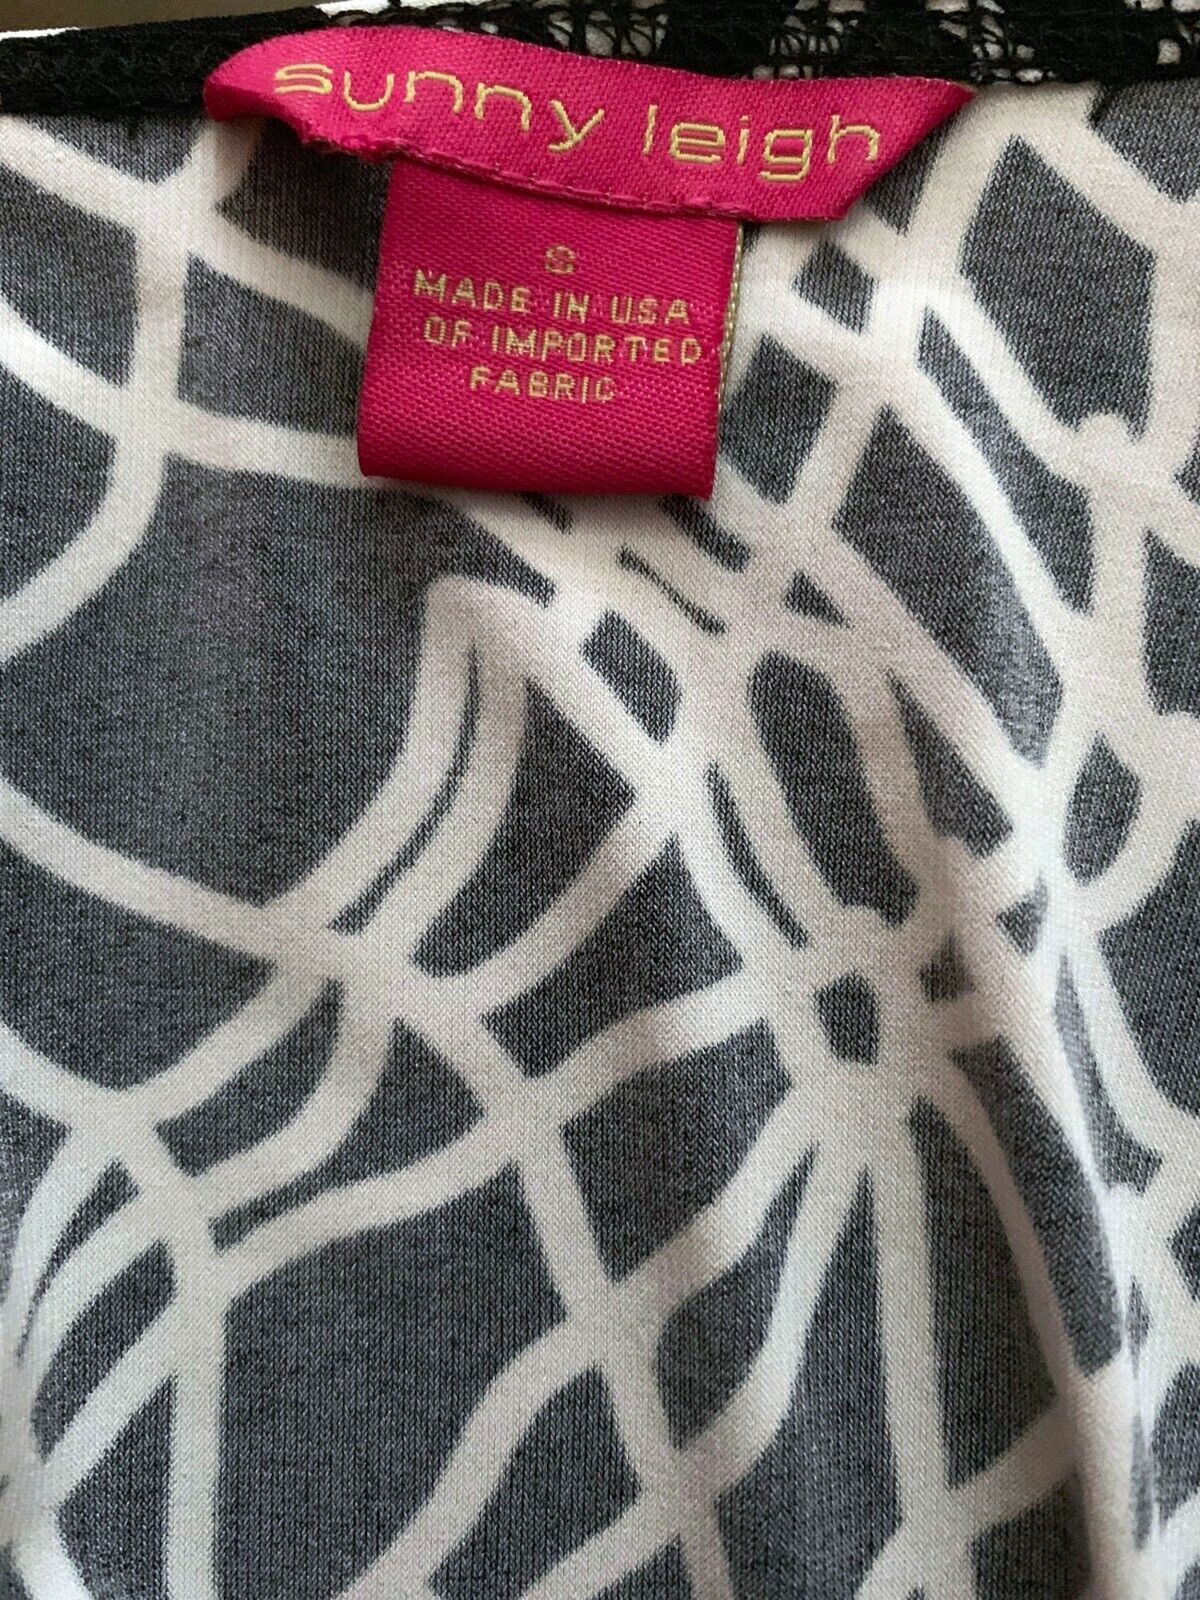 sunny leigh
S
MADE IN USA
OF IMPORTED
FABRIC